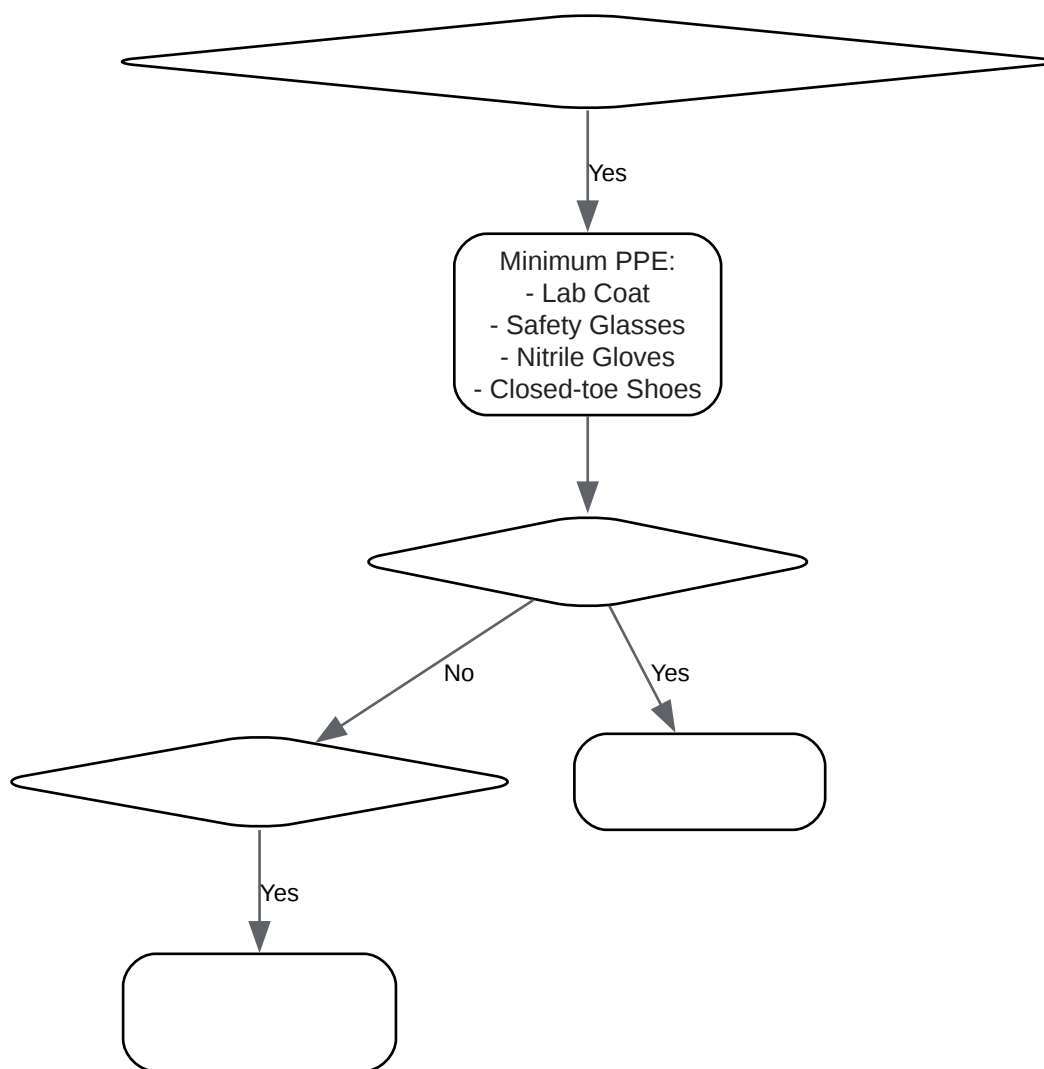 Yes
Minimum PPE:
- Lab Coat
- Safety Glasses
- Nitrile Gloves
- Closed-toe Shoes
No
Yes
Yes